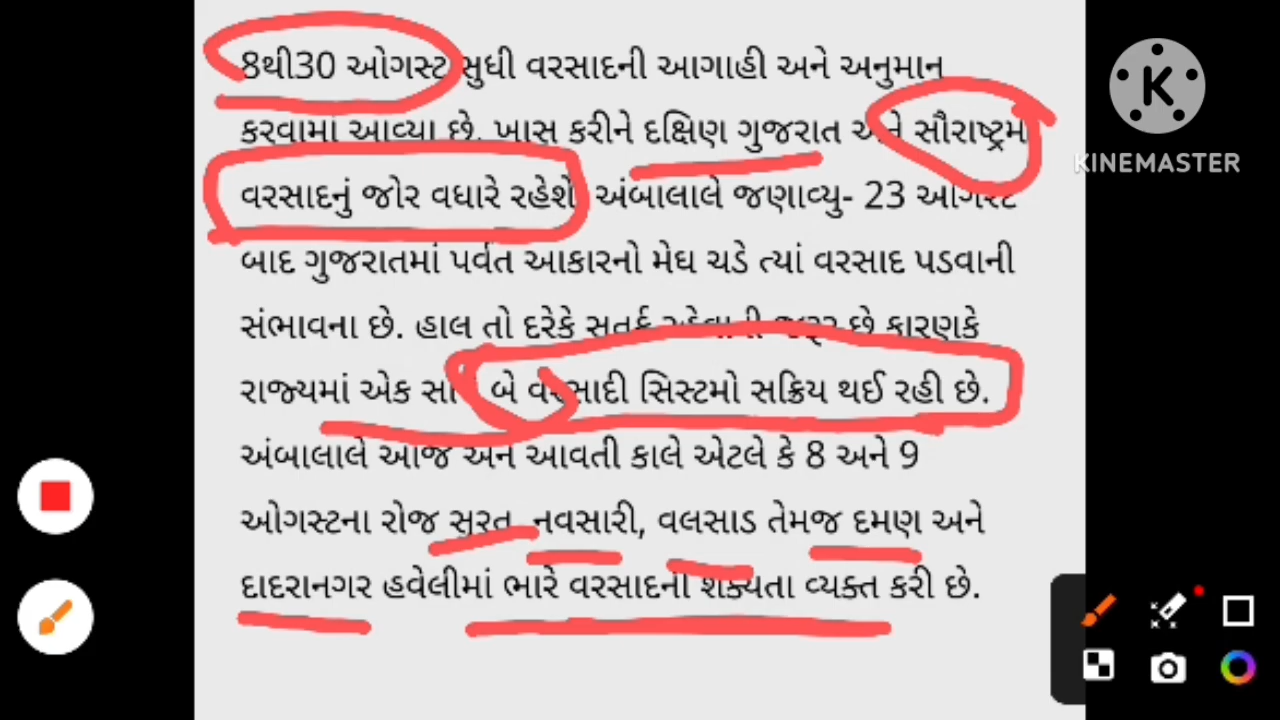 8થી30 ઓગસ્ટ સુધી વરસાદની આગાહી અને અનુમાન
કરવામાં આવ્યા છે. ખાસ કરીને દક્ષિણ ગુજરાત અને સૌરાષ્ટ્રમાં
વરસાદનું જોર વધારે રહેશે અંબાલાલે જણાવ્યુ- 23 ઓગસ્ટ
બાદ ગુજરાતમાં પર્વત આકારનો મેઘ ચડે ત્યાં વરસાદ પડવાની
સંભાવના છે. હાલ તો દરેકે સતર્ક રહેવાની જરૂર છે કારણકે
રાજ્યમાં એક સાથે બે વરસાદી સિસ્ટમો સક્રિય થઈ રહી છે.
અંબાલાલે આજ અને આવતી કાલે એટલે કે 8 અને 9
ઓગસ્ટના રોજ સુરત, નવસારી, વલસાડ તેમજ દમણ અને
દાદરાનગર હવેલીમાં ભારે વરસાદની શક્યતા વ્યક્ત કરી છે.
K
KINEMASTER